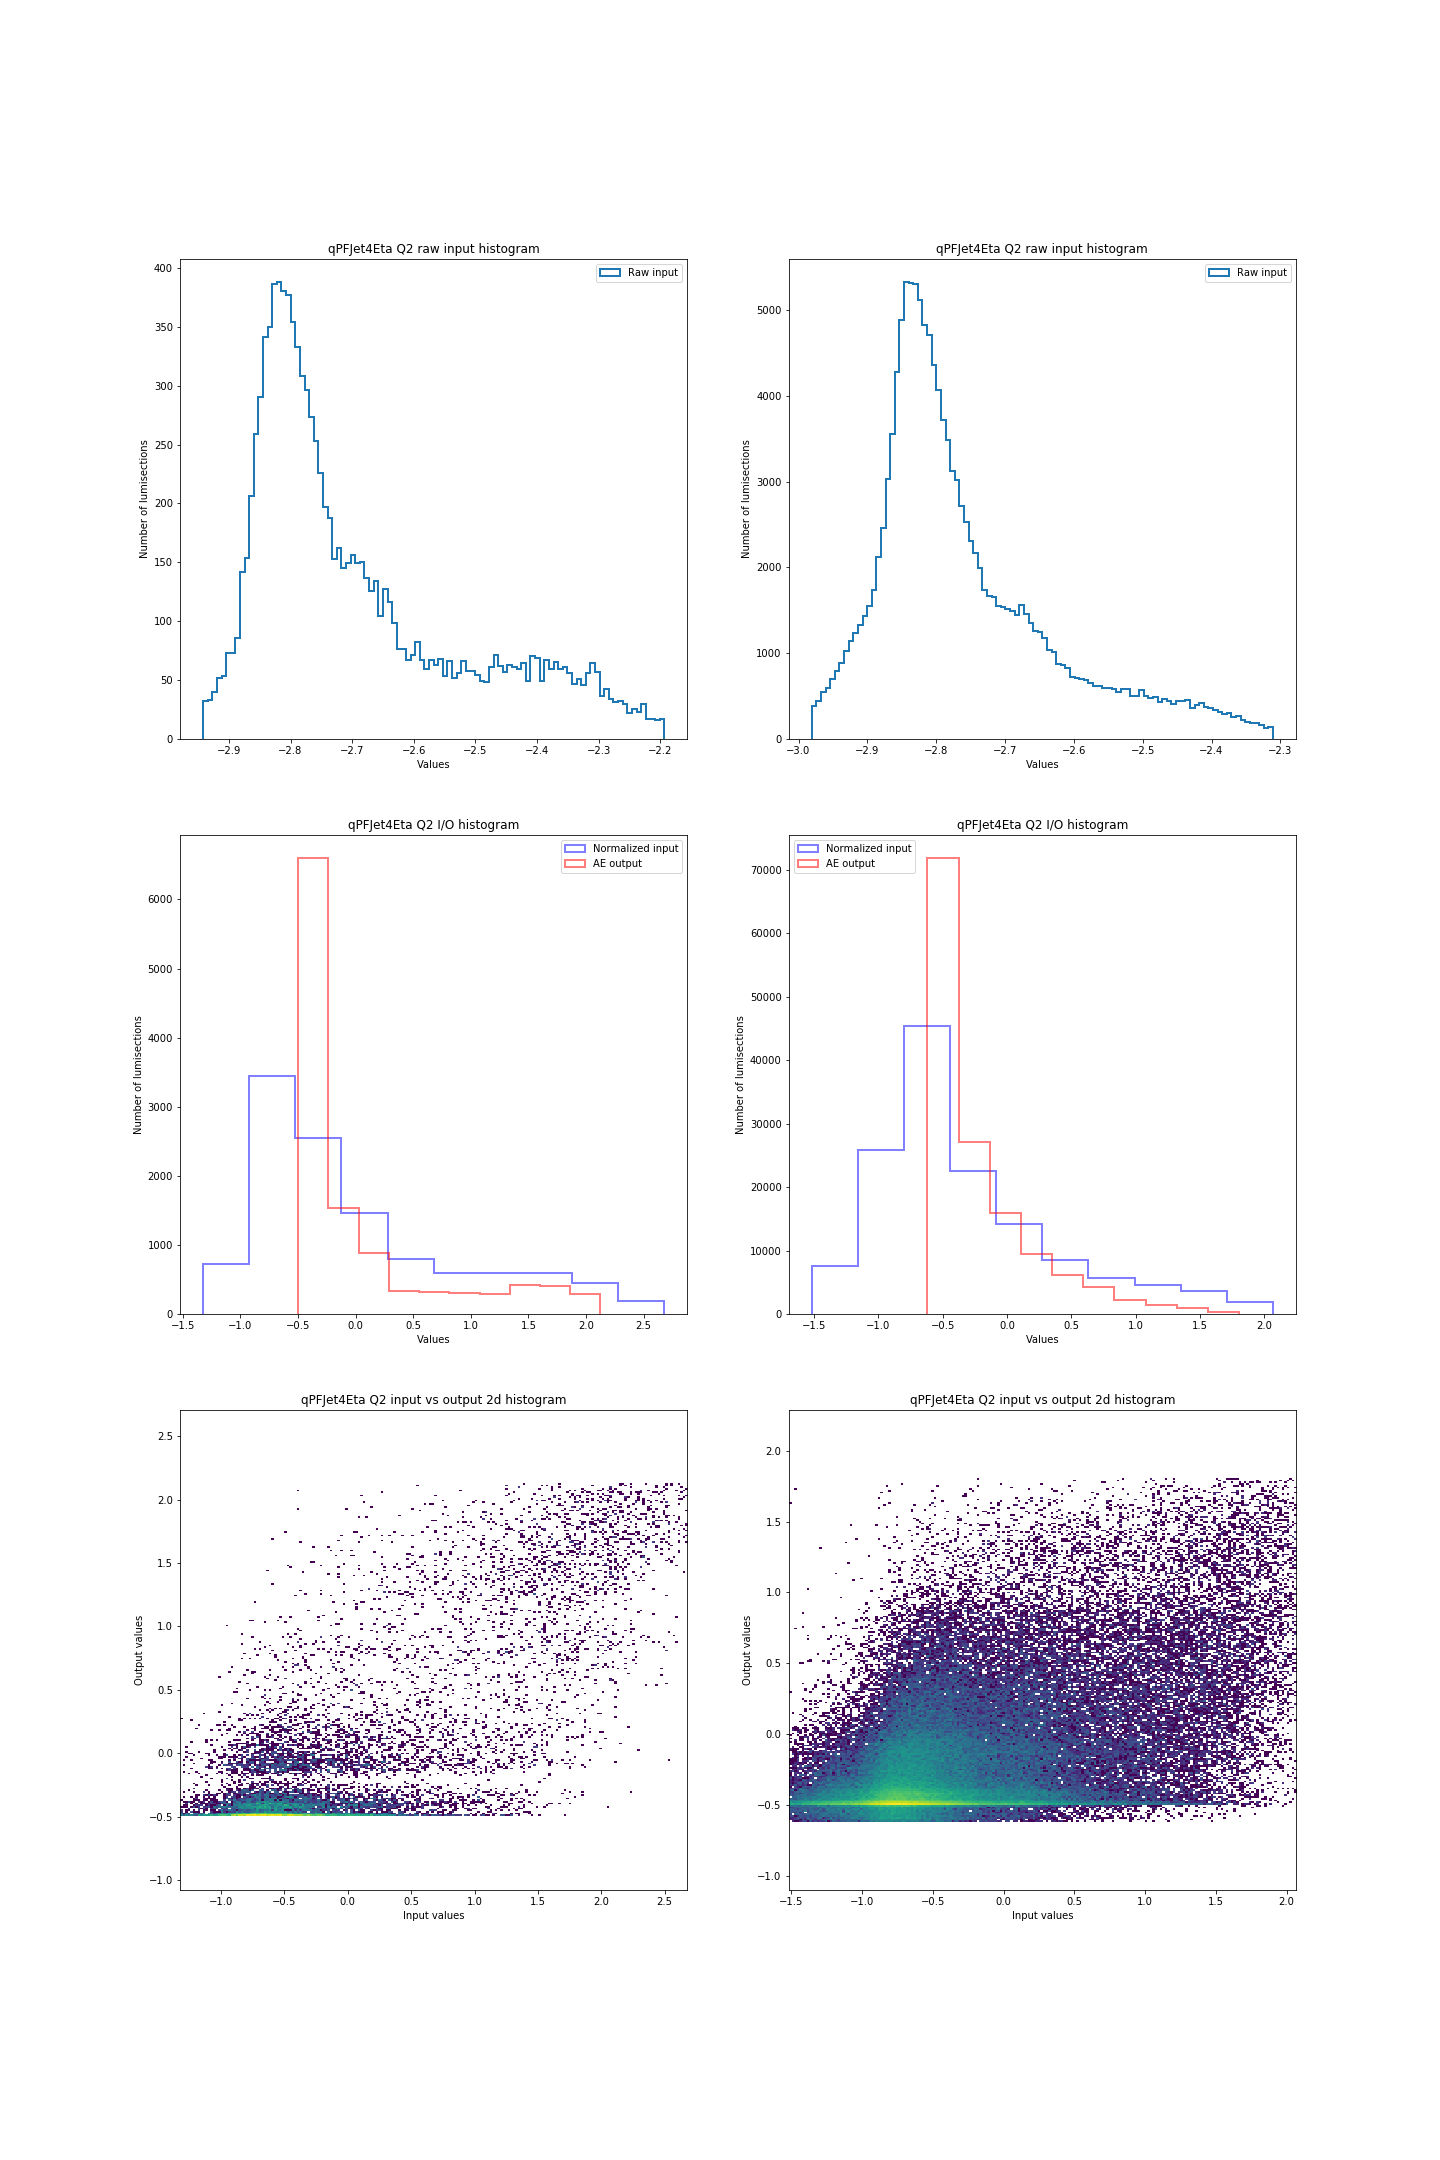 qPFJet4Eta Q2 raw input histogram
Raw input
400
350
300
250
200
150
100
50
0
Number of lumisections
−2.9 −2.8 −2.7 −2.6 −2.5 −2.4 −2.3 −2.2
Values
qPFJet4Eta Q2 raw input histogram
Raw input
5000
4000
3000
2000
1000
0
Number of lumisections
−3.0 −2.9 −2.8 −2.7 −2.6 −2.5 −2.4 −2.3
Values
qPFJet4Eta Q2 I/O histogram
Normalized input
AE output
6000
5000
4000
3000
2000
1000
0
Number of lumisections
−1.5 −1.0 −0.5 0.0 0.5 1.0 1.5 2.0 2.5
Values
qPFJet4Eta Q2 I/O histogram
Normalized input
AE output
70000
60000
50000
40000
30000
20000
10000
0
Number of lumisections
−1.5 −1.0 −0.5 0.0 0.5 1.0 1.5 2.0
Values
qPFJet4Eta Q2 input vs output 2d histogram
2.5
2.0
1.5
1.0
0.5
0.0
−0.5
−1.0
Output values
−1.0 −0.5 0.0 0.5 1.0 1.5 2.0 2.5
Input values
qPFJet4Eta Q2 input vs output 2d histogram
2.0
1.5
1.0
0.5
0.0
−0.5
−1.0
Output values
−1.5 −1.0 −0.5 0.0 0.5 1.0 1.5 2.0
Input values